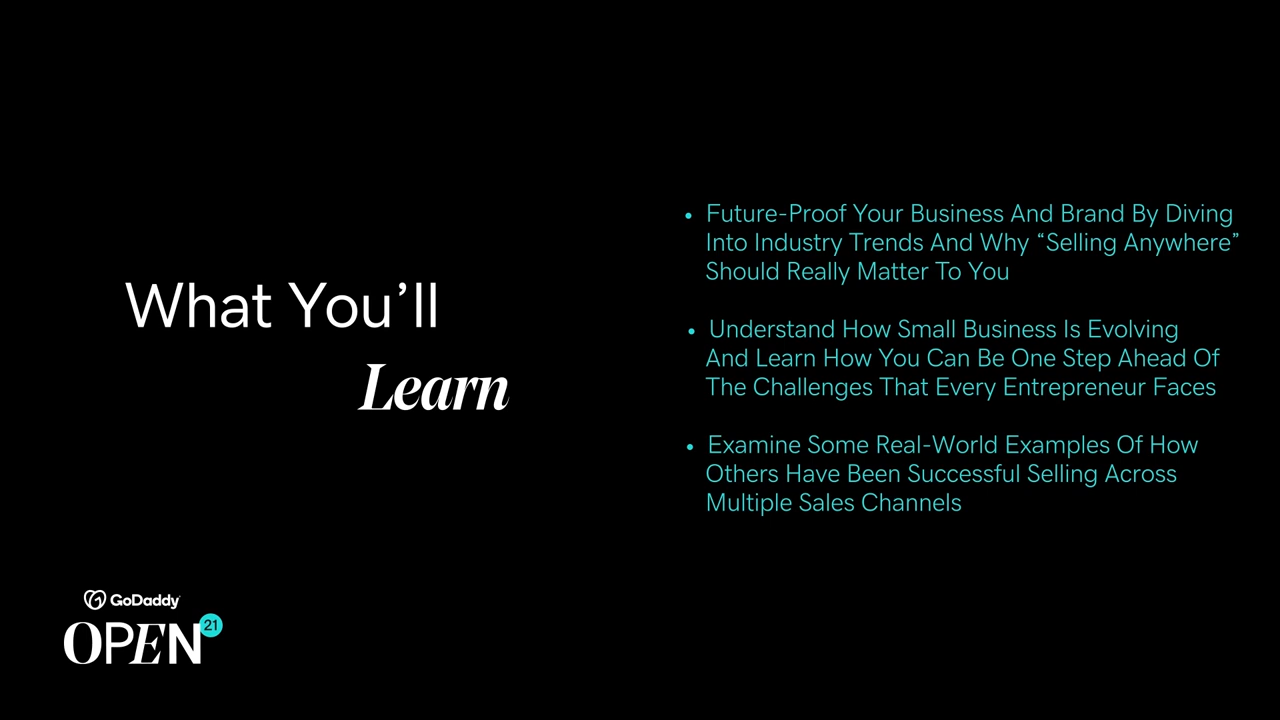 What You’ll
Learn
• Future-Proof Your Business And Brand By Diving
Into Industry Trends And Why “Selling Anywhere”
Should Really Matter To You
• Understand How Small Business Is Evolving
And Learn How You Can Be One Step Ahead Of
The Challenges That Every Entrepreneur Faces
• Examine Some Real-World Examples Of How
Others Have Been Successful Selling Across
Multiple Sales Channels
GoDaddy
OPEN 21